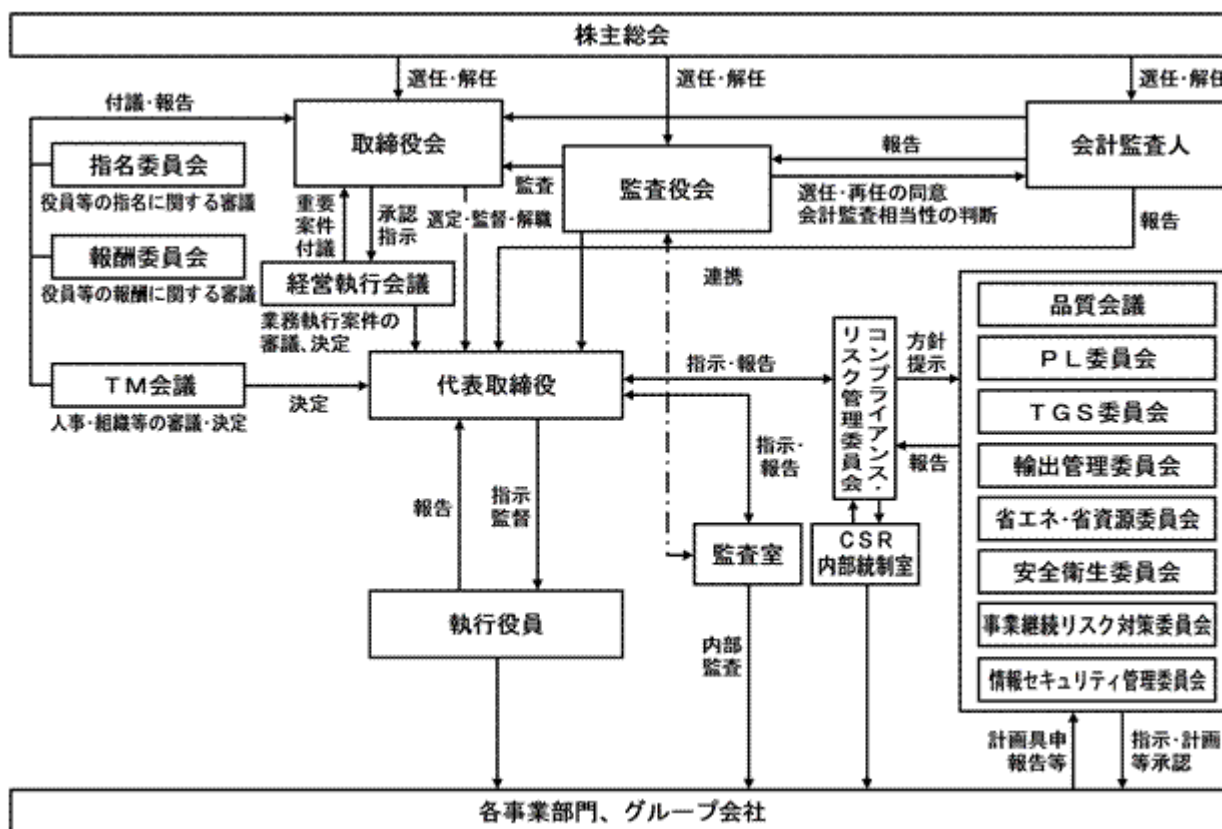 株主総会
選任・解任
選任・解任
選任・解任
付議・報告
取締役会
会計監査人
報告
指名委員会
役員等の指名に関する審議
監査
監査役会
選任・再任の同意
会計監査相当性の判断
重要
案件
付議
承認
指示
選定・監督・解職
報告
報酬委員会
役員等の報酬に関する審議
経営執行会議
業務執行案件の
審議、決定
連携
コンプライアンス・
リスク管理委員会
方針
提示
品質会議
PL委員会
TGS委員会
輸出管理委員会
省エネ・省資源委員会
安全衛生委員会
事業継続リスク対策委員会
情報セキュリティ管理委員会
TM会議
人事・組織等の審議・決定
決定
代表取締役
指示・報告
指示・
報告
報告
報告
指示
監督
監査室
CSR
内部統制室
執行役員
内部
監査
計画具申
報告等
指示・計画
等承認
各事業部門、グループ会社